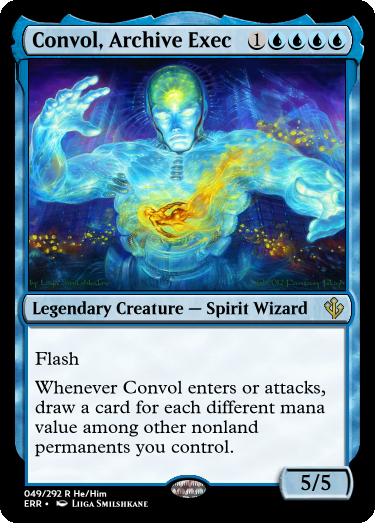 Convol, Archive Exec 1
Legendary Creature — Spirit Wizard
Flash
Whenever Convol enters or attacks,
draw a card for each different mana
value among other nonland
permanents you control.
5/5
049/292 R He/Him
ERR • Liiga Smilshkane